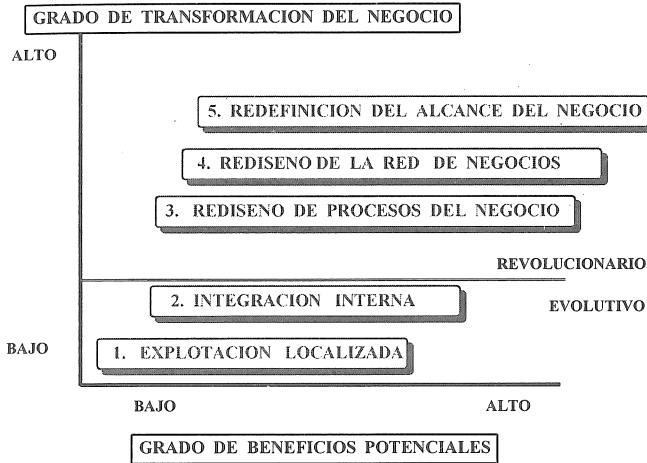 GRADO DE TRANSFORMACION DEL NEGOCIO
ALTO
5. REDEFINICION DEL ALCANCE DEL NEGOCIO
4. REDISENO DE LA RED DE NEGOCIOS
3. REDISENO DE PROCESOS DEL NEGOCIO
REVOLUCIONARIO
2. INTEGRACION INTERNA
EVOLUTIVO
BAJO
1. EXPLOTACION LOCALIZADA
BAJO
ALTO
GRADO DE BENEFICIOS POTENCIALES